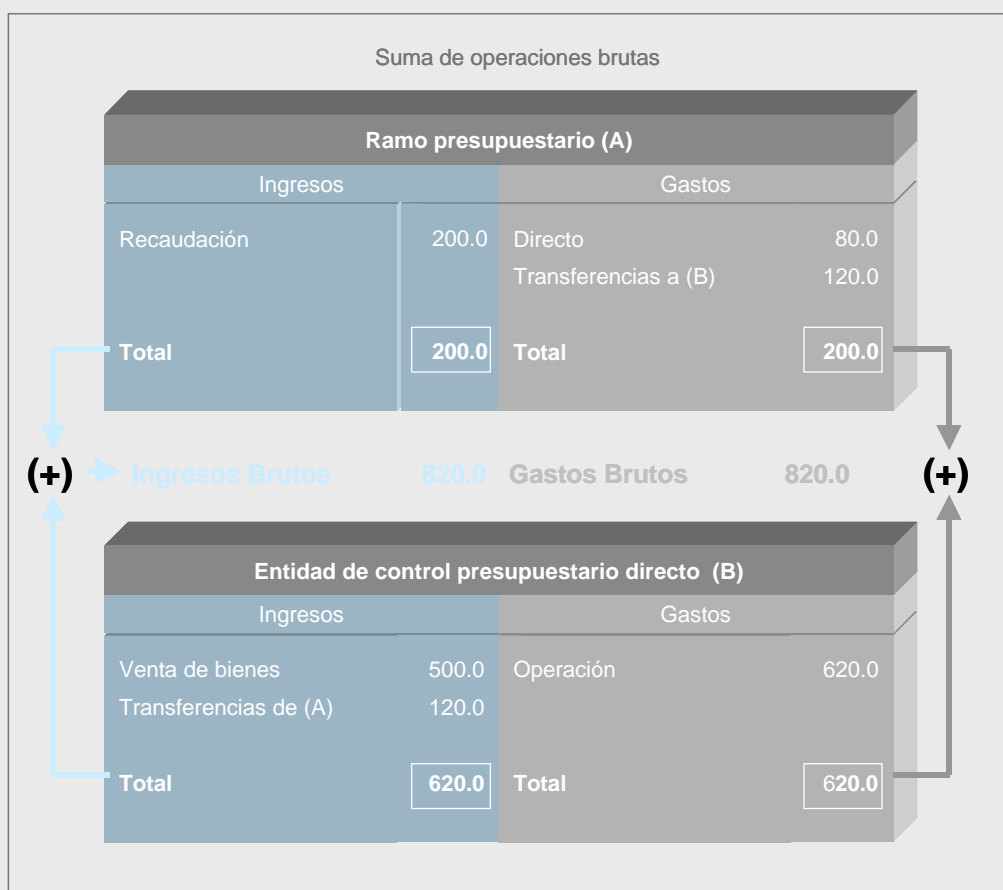 Suma de operaciones brutas
Ramo presupuestario (A)
Ingresos Gastos
Recaudación 200.0 Directo 80.0
Transferencias a (B) 120.0
Total 200.0 Total 200.0
(+) Ingresos Brutos 820.0 Gastos Brutos 820.0 (+)
Entidad de control presupuestario directo (B)
Ingresos Gastos
Venta de bienes 500.0 Operación 620.0
Transferencias de (A) 120.0
Total 620.0 Total 620.0